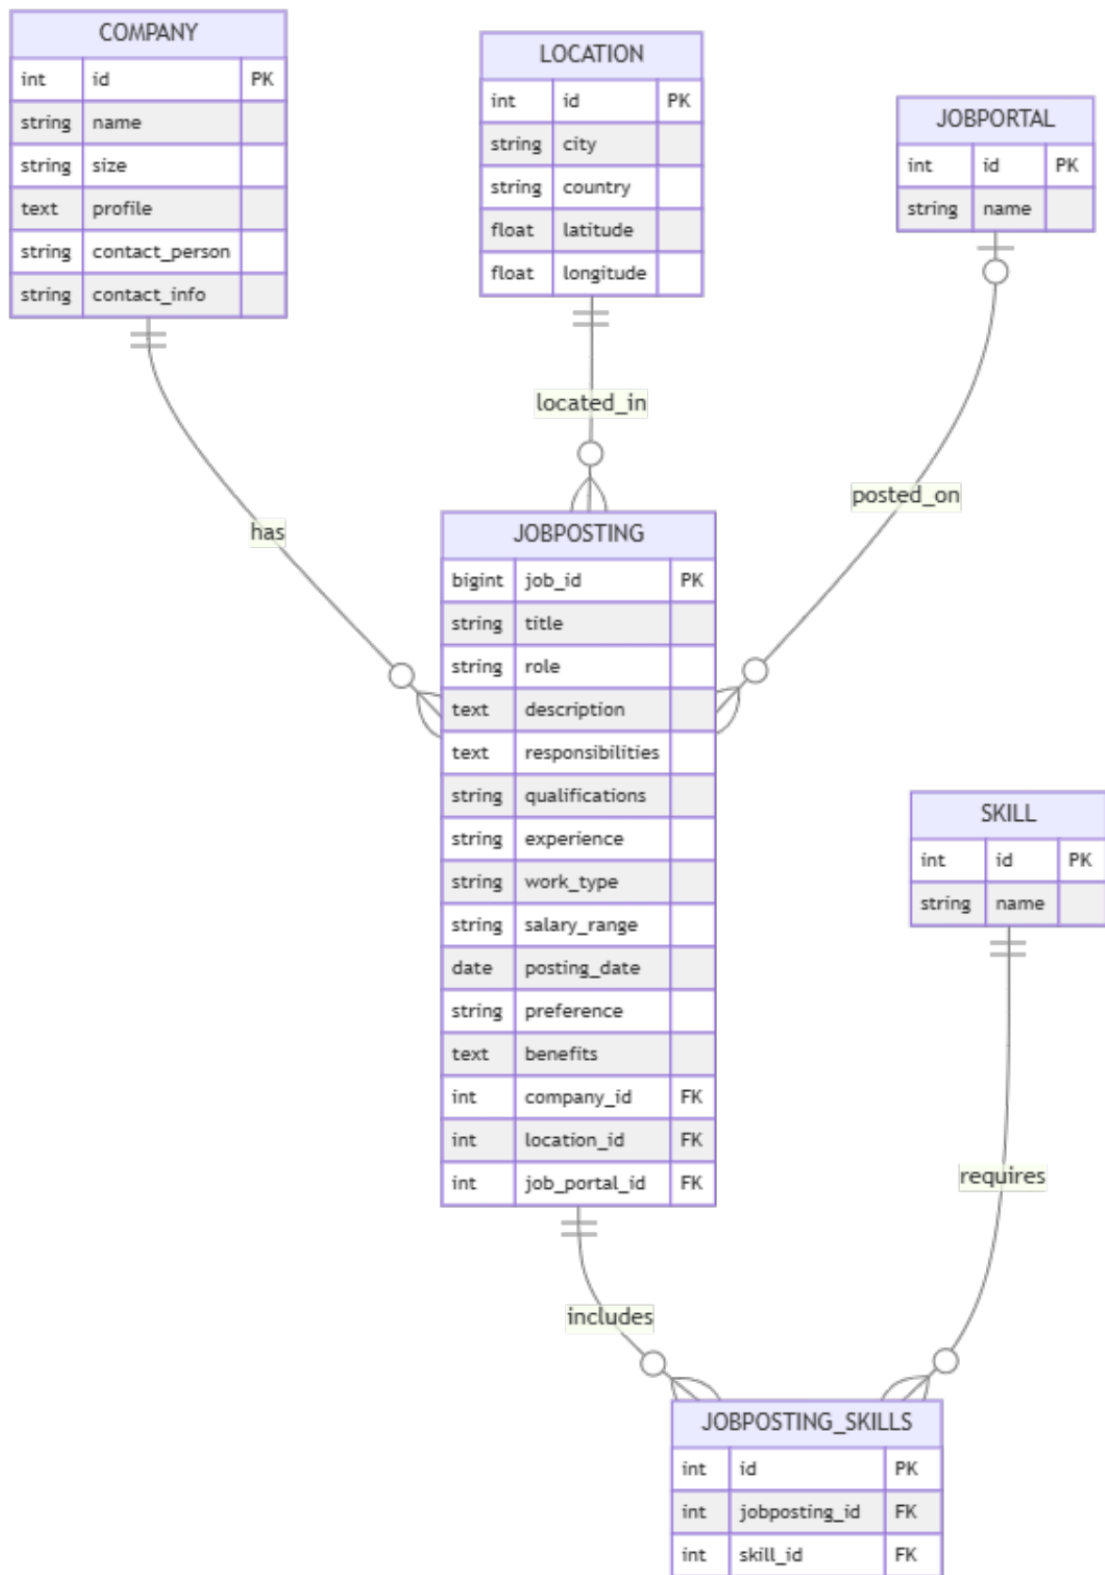 COMPANY
int id PK
string name
string size
text profile
string contact_person
string contact_info
LOCATION
int id PK
string city
string country
float latitude
float longitude
JOBPORTAL
int id PK
string name
has
located_in
posted_on
JOBPOSTING
bigint job_id PK
string title
string role
text description
text responsibilities
string qualifications
string experience
string work_type
string salary_range
date posting_date
string preference
text benefits
int company_id FK
int location_id FK
int job_portal_id FK
SKILL
int id PK
string name
requires
includes
JOBPOSTING_SKILLS
int id PK
int jobposting_id FK
int skill_id FK